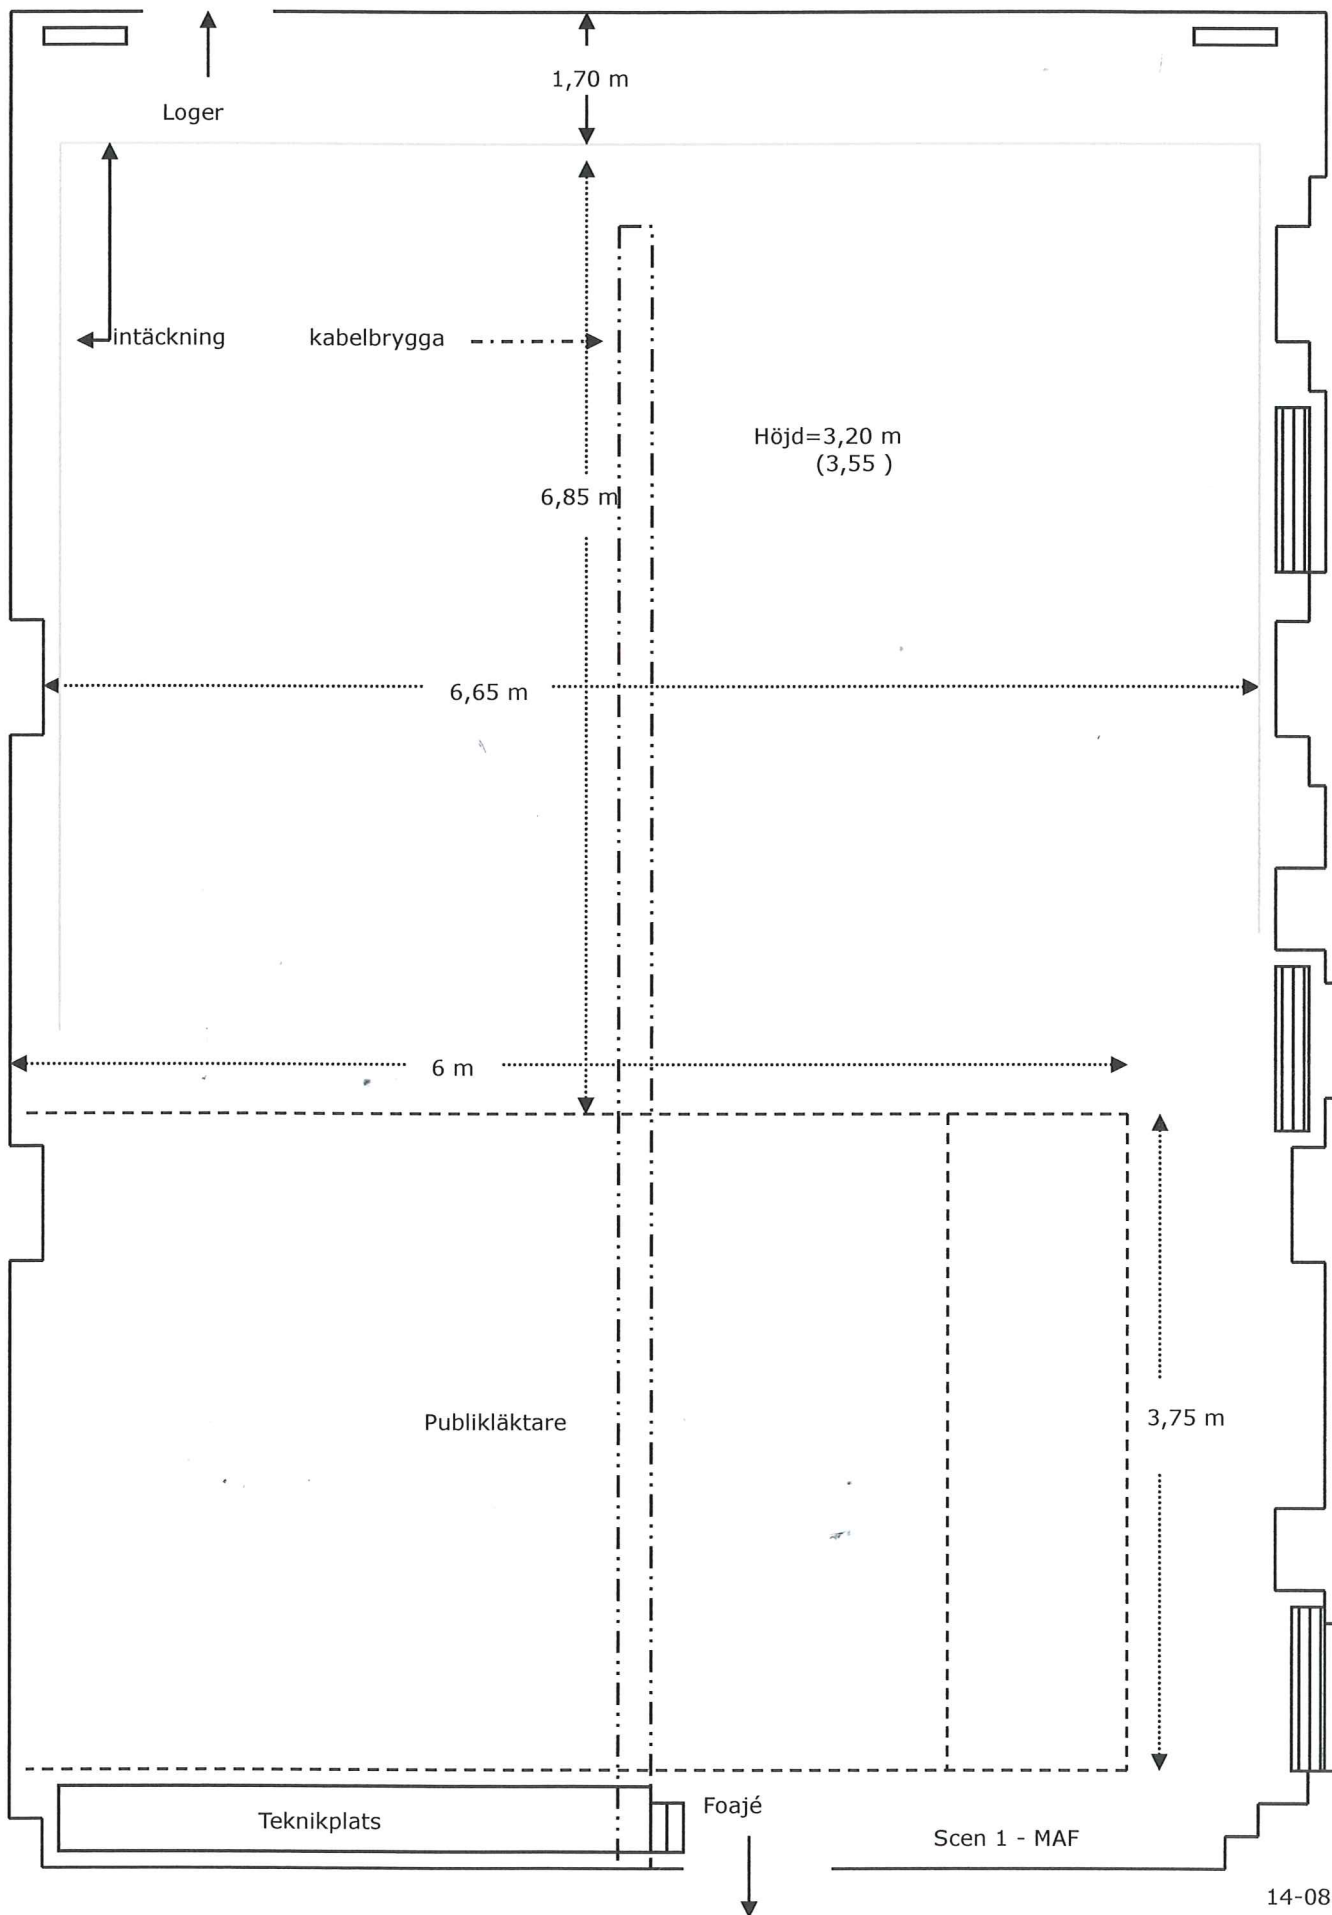 1,70 m
Loger
intäckning
kabelbrygga
Höjd=3,20 m
(3,55 )
6,85 m
6,65 m
6 m
Publikläktare
3,75 m
Teknikplats
Foajé
Scen 1 - MAF
14-08